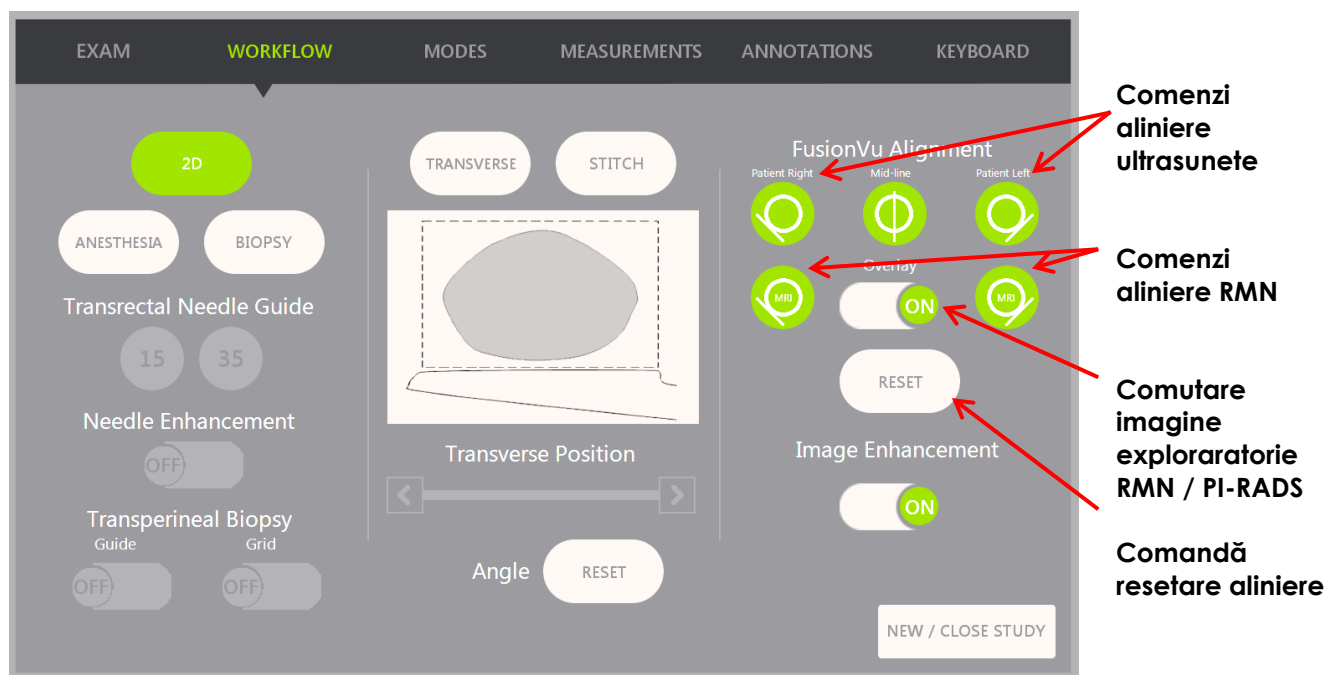 EXAM WORKFLOW MODES MEASUREMENTS ANNOTATIONS KEYBOARD
2D
ANESTHESIA BIOPSY
Transrectal Needle Guide
15 35
Needle Enhancement
OFF
Transperineal Biopsy
Guide Grid
OFF OFF
TRANSVERSE STITCH
Transverse Position
Angle RESET
FusionVu Alignment
Patient Right Mid-line Patient Left
Overlay
MRI ON MRI
RESET
Image Enhancement
ON
NEW / CLOSE STUDY
Comenzi
aliniere
ultrasunete
Comenzi
aliniere RMN
Comutare
imagine
exploraratorie
RMN / PI-RADS
Comandă
resetare aliniere